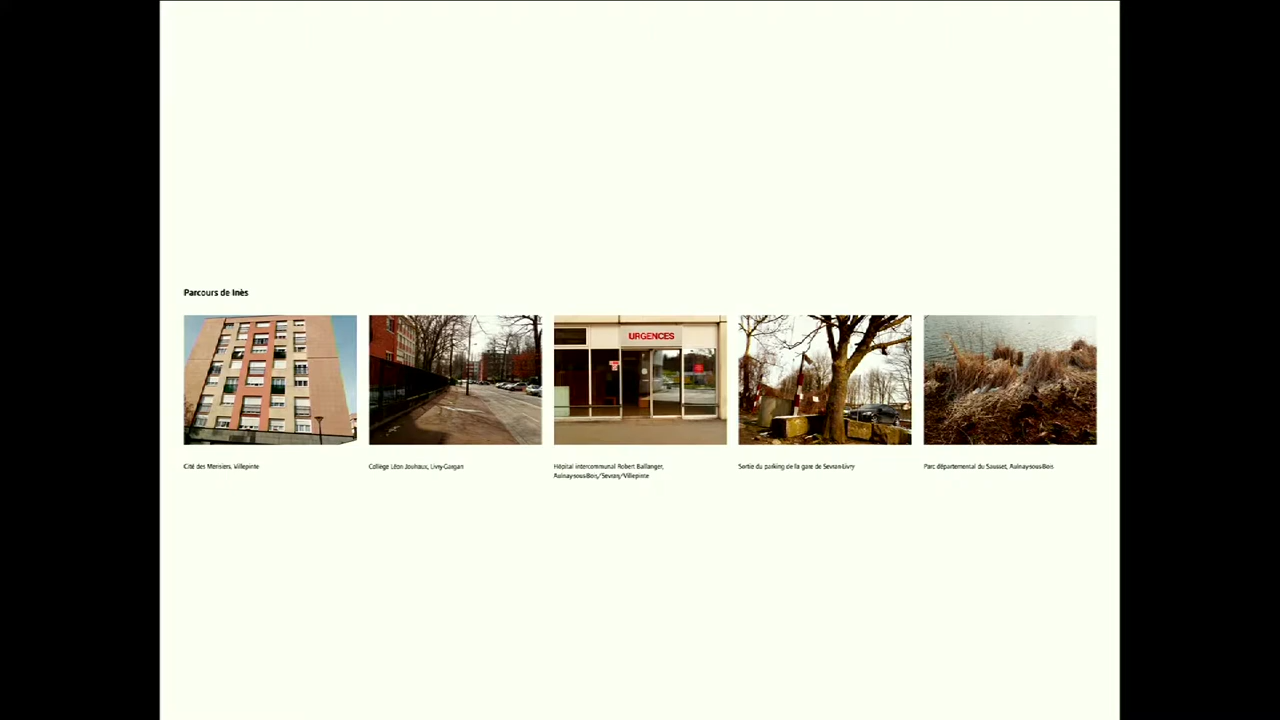 Parcours de Inès
URGENCES
Cité des Merisiers, Villepinte
Collège Léon Jouhaux, Livry-Gargan
Hôpital intercommunal Robert Ballanger,
Aulnay-sous-Bois/Sevran/Villepinte
Sortie du parking de la gare de Sevran-Livry
Parc départemental du Sausset, Aulnay-sous-Bois